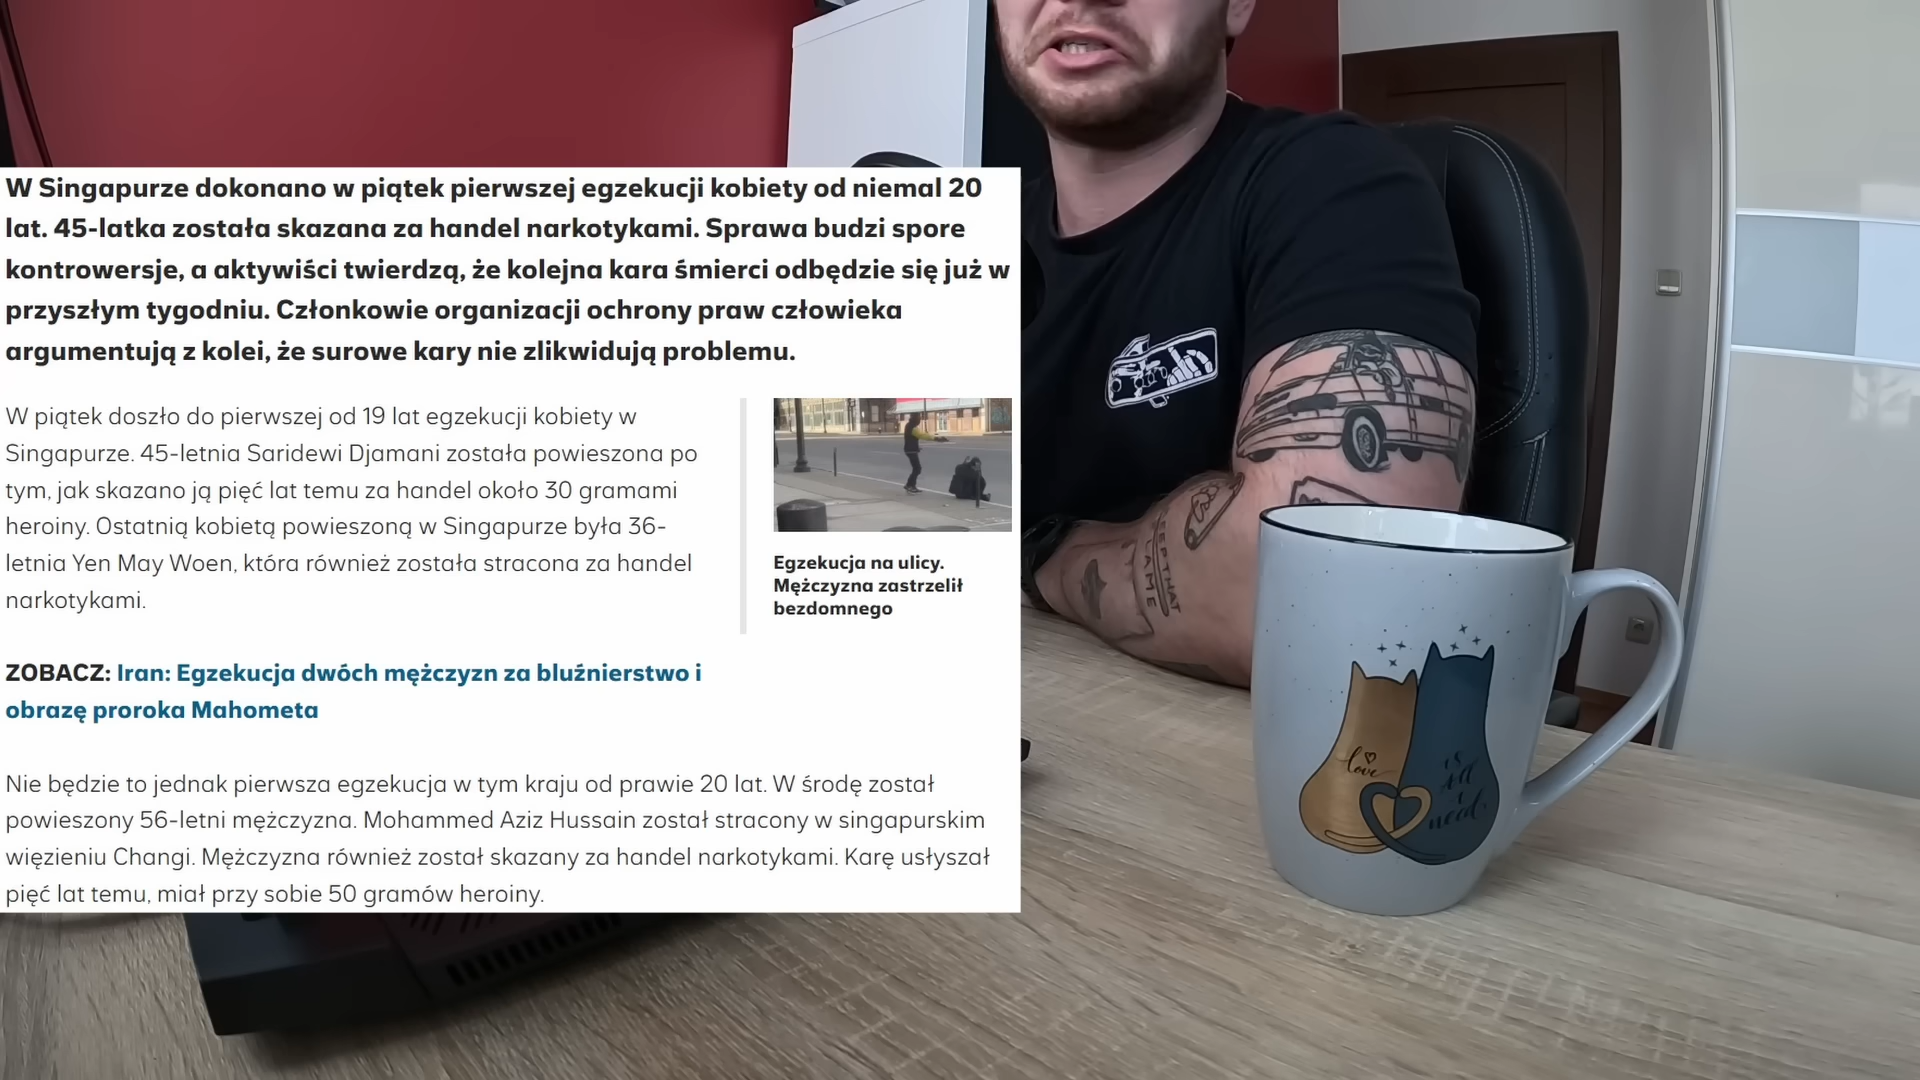 W Singapurze dokonano w piątek pierwszej egzekucji kobiety od niemal 20
lat. 45-latka została skazana za handel narkotykami. Sprawa budzi spore
kontrowersje, a aktywiści twierdzą, że kolejna kara śmierci odbędzie się już w
przyszłym tygodniu. Członkowie organizacji ochrony praw człowieka
argumentują z kolei, że surowe kary nie zlikwidują problemu.
W piątek doszło do pierwszej od 19 lat egzekucji kobiety w
Singapurze. 45-letnia Saridewi Djamani została powieszona po
tym, jak skazano ją pięć lat temu za handel około 30 gramami
heroiny. Ostatnią kobietą powieszoną w Singapurze była 36-
letnia Yen May Woen, która również została stracona za handel
narkotykami.
Egzekucja na ulicy.
Mężczyzna zastrzelił
bezdomnego
ZOBACZ: Iran: Egzekucja dwóch mężczyzn za bluźnierstwo i
obrazę proroka Mahometa
Nie będzie to jednak pierwsza egzekucja w tym kraju od prawie 20 lat. W środę został
powieszony 56-letni mężczyzna. Mohammed Aziz Hussain został stracony w singapurskim
więzieniu Changi. Mężczyzna również został skazany za handel narkotykami. Karę usłyszał
pięć lat temu, miał przy sobie 50 gramów heroiny.
love
is
All
I
need